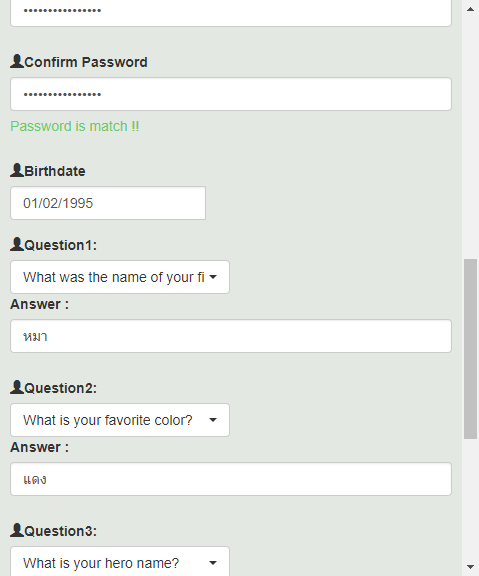 ••••••••••••••••
Confirm Password
••••••••••••••••
Password is match !!
Birthdate
01/02/1995
Question1:
What was the name of your fi
Answer :
หมา
Question2:
What is your favorite color?
Answer :
แดง
Question3:
What is your hero name?